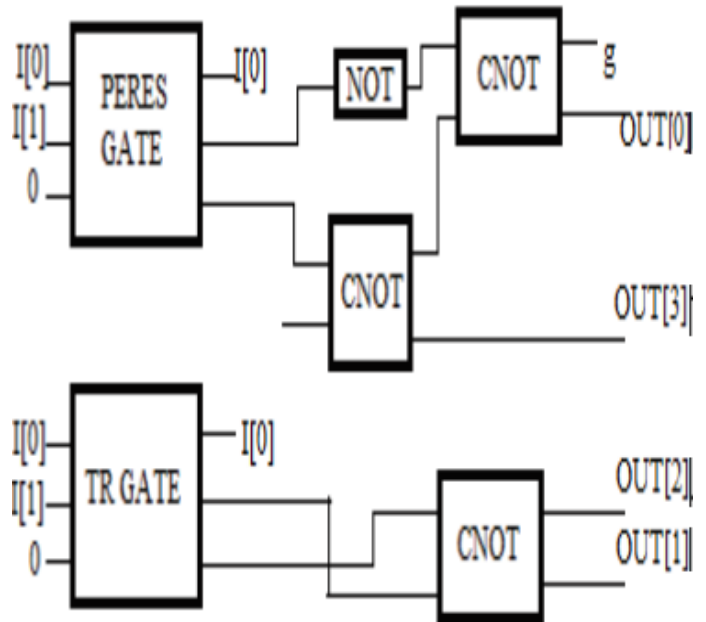 I[0]
I[1]
0
PERES
GATE
I[0]
NOT
CNOT
g
OUT[0]
CNOT
OUT[3]
I[0]
I[1]
0
TR GATE
I[0]
CNOT
OUT[2]
OUT[1]